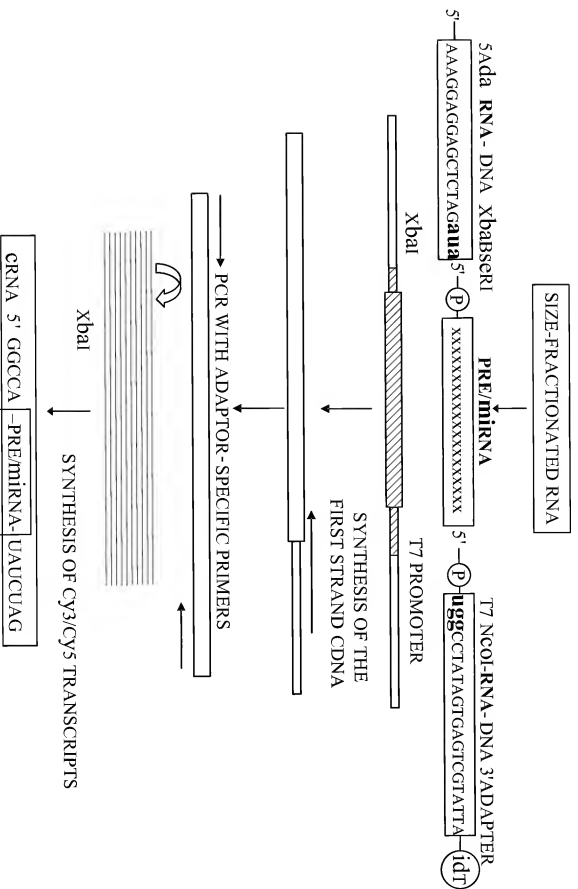 SIZE-FRACTIONATED RNA
5Ada RNA- DNA XbaBseRI
PRE/miRNA
T7 NcoI-RNA- DNA 3'ADAPTER
5'
AAAGGAGGAGCTCTAGaua
5'
P
xxxxxxxxxxxxxxxxxxxxx
5'
P
uggCCTATAGTGAGTCGTATTA
idT
XbaI
T7 PROMOTER
SYNTHESIS OF THE
FIRST STRAND CDNA
PCR WITH ADAPTOR- SPECIFIC PRIMERS
XbaI
SYNTHESIS OF Cy3/Cy5 TRANSCRIPTS
cRNA 5' GGCCA –PRE/miRNA- UAUCUAG